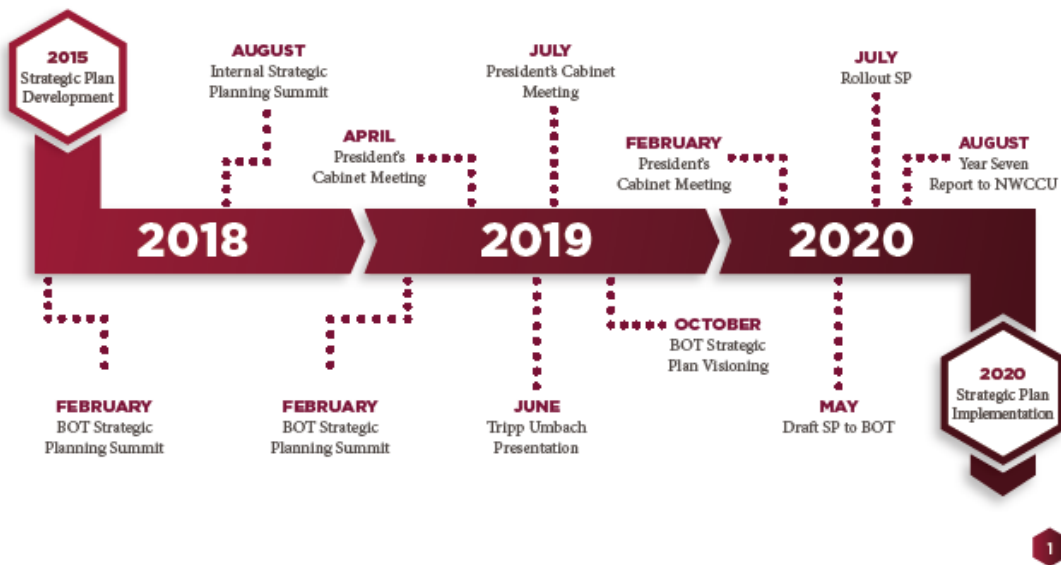 2015
Strategic Plan
Development
AUGUST
Internal Strategic
Planning Summit
APRIL
President's
Cabinet Meeting
JULY
President's Cabinet
Meeting
FEBRUARY
President's
Cabinet Meeting
JULY
Rollout SP
AUGUST
Year Seven
Report to NWCCU
2018
2019
2020
FEBRUARY
BOT Strategic
Planning Summit
FEBRUARY
BOT Strategic
Planning Summit
JUNE
Tripp Umbach
Presentation
OCTOBER
BOT Strategic
Plan Visioning
MAY
Draft SP to BOT
2020
Strategic Plan
Implementation
1